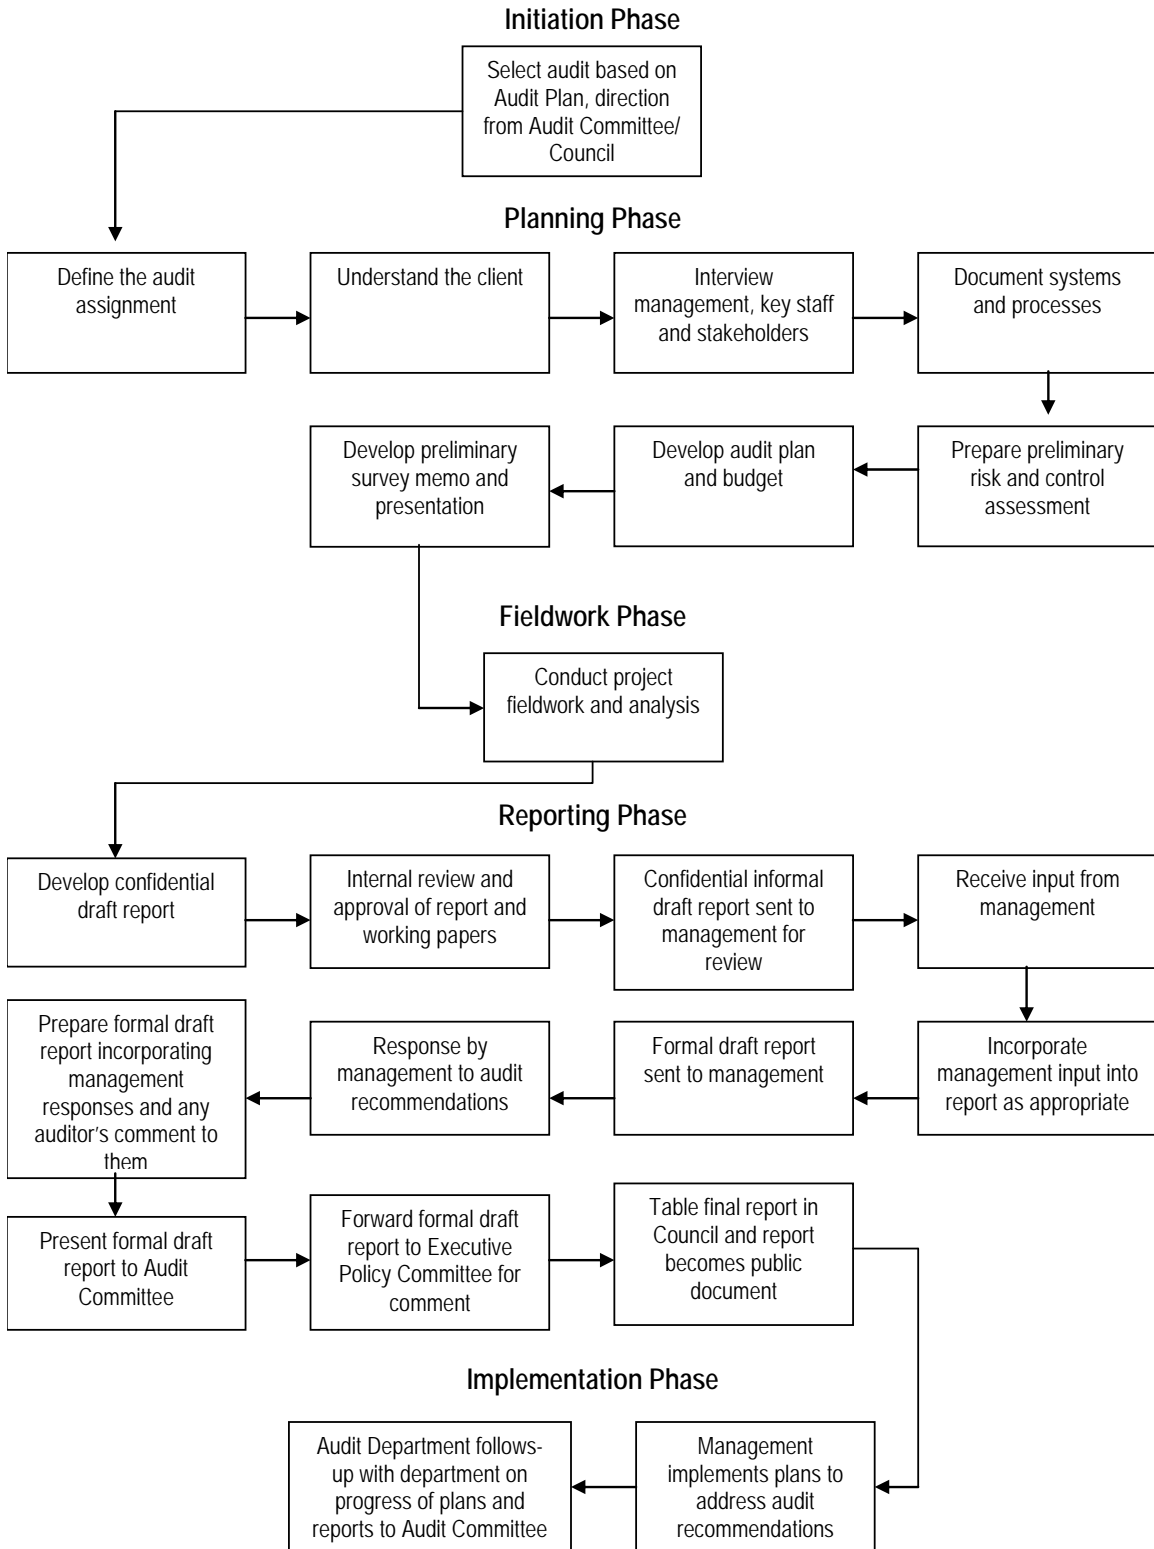 Initiation Phase
Select audit based on
Audit Plan, direction
from Audit Committee/
Council
Planning Phase
Define the audit
assignment
Understand the client
Interview
management, key staff
and stakeholders
Document systems
and processes
Prepare preliminary
risk and control
assessment
Develop audit plan
and budget
Develop preliminary
survey memo and
presentation
Fieldwork Phase
Conduct project
fieldwork and analysis
Reporting Phase
Develop confidential
draft report
Internal review and
approval of report and
working papers
Confidential informal
draft report sent to
management for
review
Receive input from
management
Incorporate
management input into
report as appropriate
Formal draft report
sent to management
Response by
management to audit
recommendations
Prepare formal draft
report incorporating
management
responses and any
auditor's comment to
them
Present formal draft
report to Audit
Committee
Forward formal draft
report to Executive
Policy Committee for
comment
Table final report in
Council and report
becomes public
document
Implementation Phase
Management
implements plans to
address audit
recommendations
Audit Department follows-
up with department on
progress of plans and
reports to Audit Committee